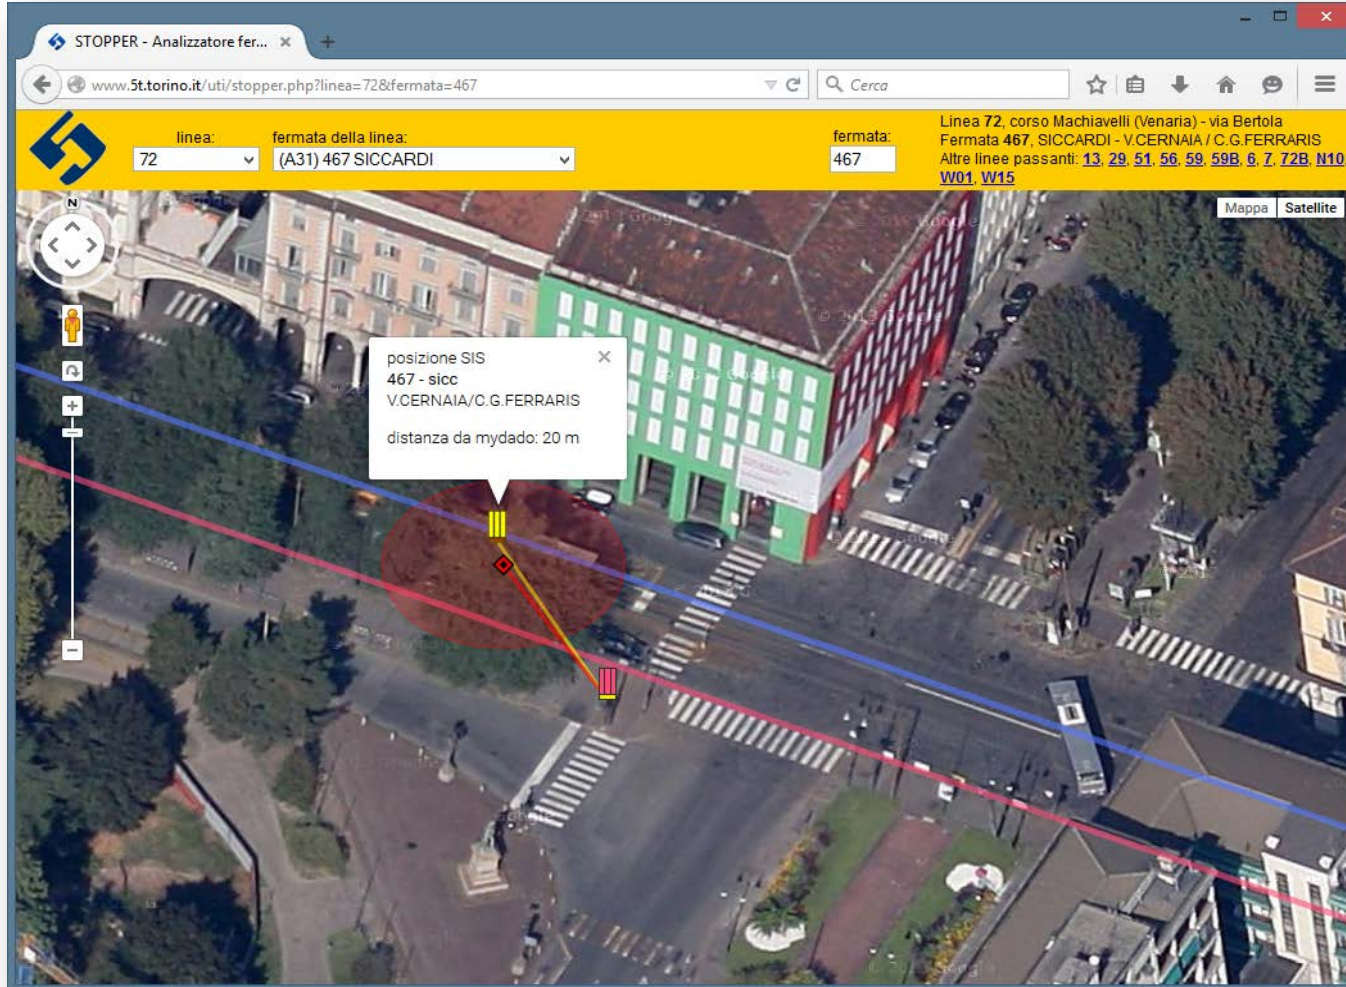 STOPPER - Analizzatore fer...
www.5t.torino.it/uti/stopper.php?linea=72&fermata=467
Cerca
linea:
72
fermata della linea:
(A31) 467 SICCARDI
fermata:
467
Linea 72, corso Machiavelli (Venaria) - via Bertola
Fermata 467, SICCARDI - V.CERNAIA / C.G.FERRARIS
Altre linee passanti: 13, 29, 51, 56, 59, 59B, 6, 7, 72B, N10,
W01, W15
N
Mappa
Satellite
posizione SIS
467 - sicc
V.CERNAIA/C.G.FERRARIS
distanza da mydado: 20 m